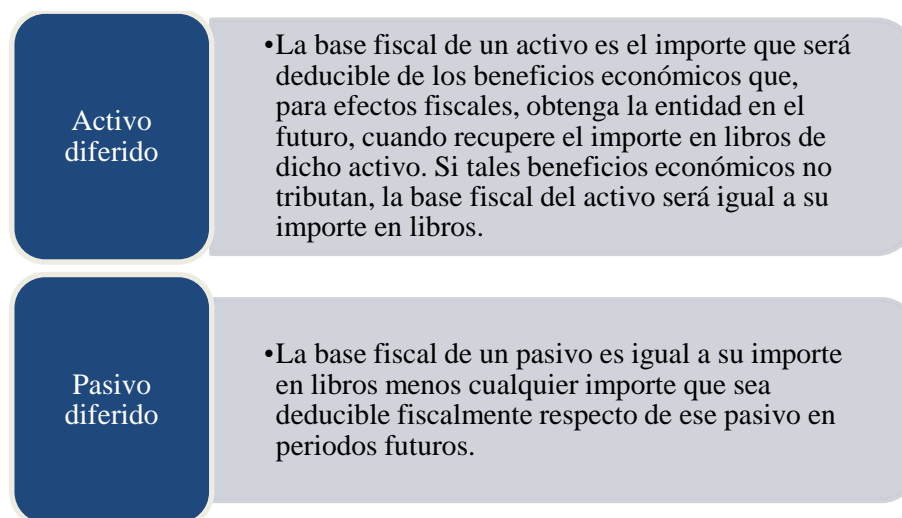 Activo
diferido
•La base fiscal de un activo es el importe que será
deducible de los beneficios económicos que,
para efectos fiscales, obtenga la entidad en el
futuro, cuando recupere el importe en libros de
dicho activo. Si tales beneficios económicos no
tributan, la base fiscal del activo será igual a su
importe en libros.
Pasivo
diferido
•La base fiscal de un pasivo es igual a su importe
en libros menos cualquier importe que sea
deducible fiscalmente respecto de ese pasivo en
periodos futuros.